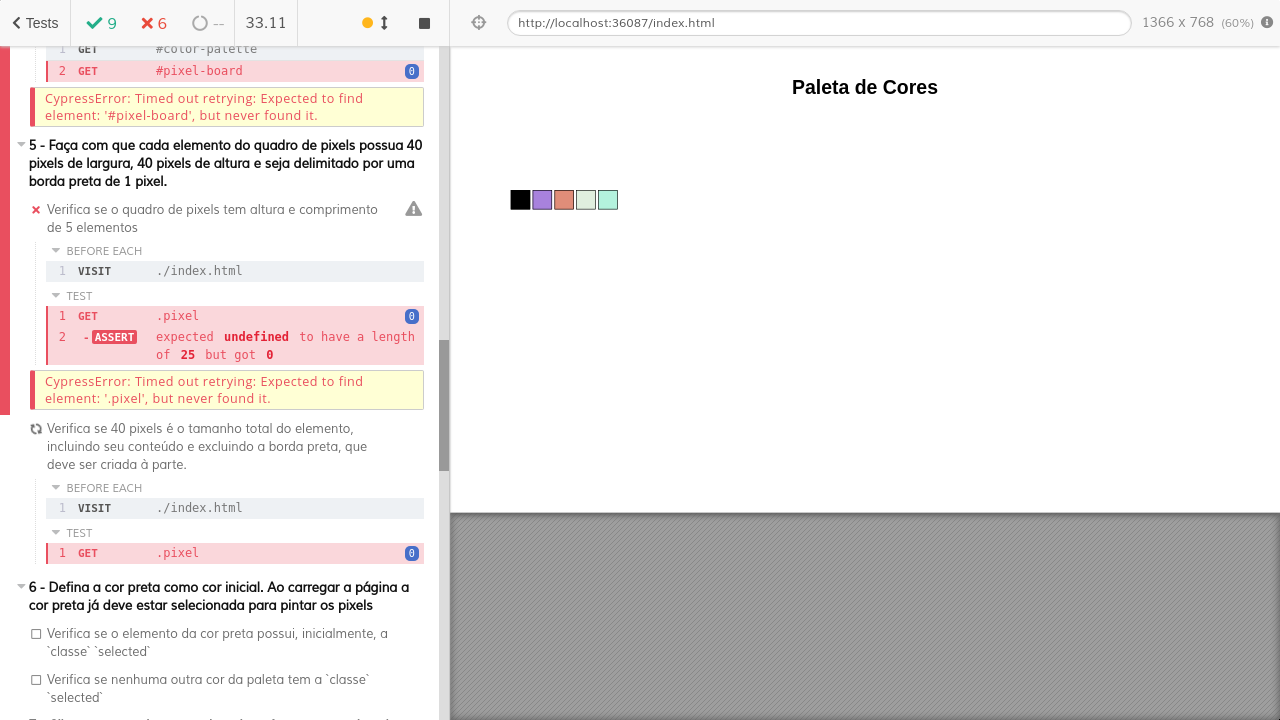 Tests 9 6 -- 33.11
1 GET #color-palette
2 GET #pixel-board 0
CypressError: Timed out retrying: Expected to find
element: '#pixel-board', but never found it.
5 - Faça com que cada elemento do quadro de pixels possua 40
pixels de largura, 40 pixels de altura e seja delimitado por uma
borda preta de 1 pixel.
Verifica se o quadro de pixels tem altura e comprimento
de 5 elementos
BEFORE EACH
1 VISIT ./index.html
TEST
1 GET .pixel 0
2 -ASSERT expected undefined to have a length
of 25 but got 0
CypressError: Timed out retrying: Expected to find
element: '.pixel', but never found it.
Verifica se 40 pixels é o tamanho total do elemento,
incluindo seu conteúdo e excluindo a borda preta, que
deve ser criada à parte.
BEFORE EACH
1 VISIT ./index.html
TEST
1 GET .pixel 0
6 - Defina a cor preta como cor inicial. Ao carregar a página a
cor preta já deve estar selecionada para pintar os pixels
Verifica se o elemento da cor preta possui, inicialmente, a
`classe` `selected`
Verifica se nenhuma outra cor da paleta tem a `classe`
`selected`
http://localhost:36087/index.html
1366 x 768 (60%)
Paleta de Cores